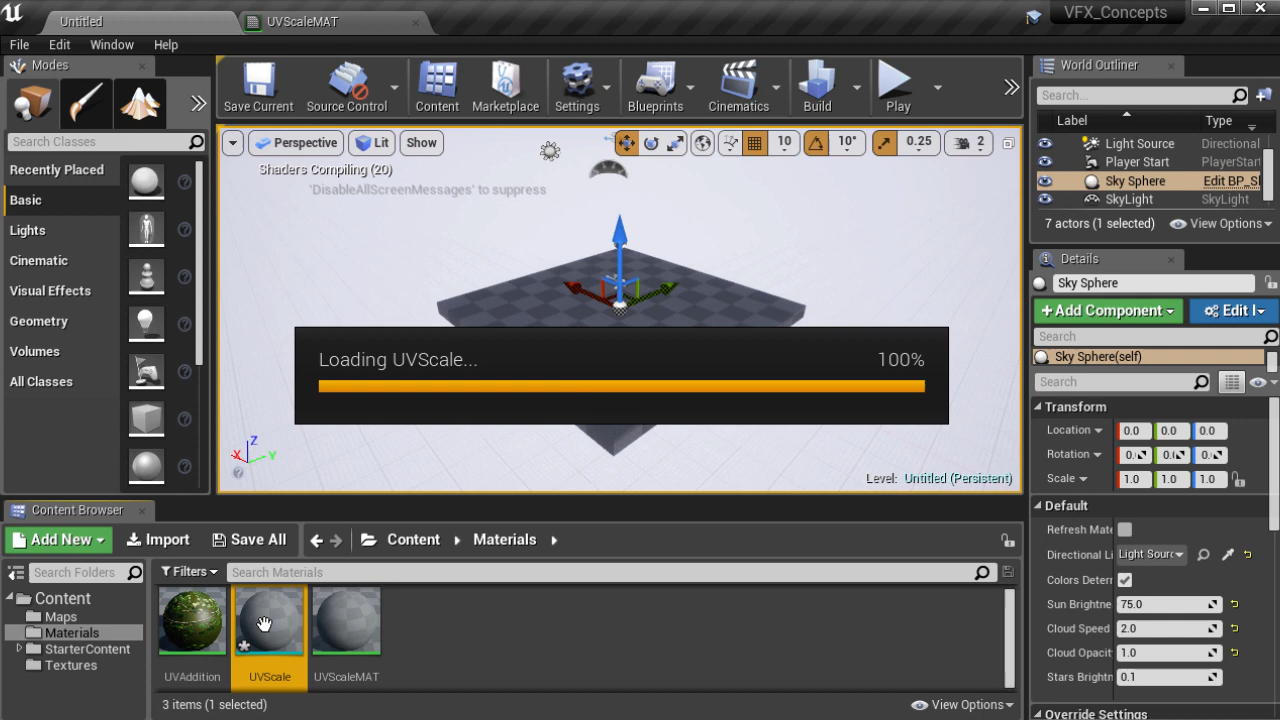 Untitled
UVScaleMAT
VFX_Concepts
File Edit Window Help
Modes
Search Classes
Recently Placed
Basic
Lights
Cinematic
Visual Effects
Geometry
Volumes
All Classes
Save Current Source Control Content Marketplace Settings Blueprints Cinematics Build Play
Perspective Lit Show 10 10° 0.25 2
Shaders Compiling (20)
'DisableAllScreenMessages' to suppress
Loading UVScale... 100%
X Z Y
Level: Untitled (Persistent)
World Outliner
Search...
Label Type
Light Source Directional
Player Start PlayerStart
Sky Sphere Edit BP_Sl
SkyLight SkyLight
7 actors (1 selected) View Options
Details
Sky Sphere
+Add Component Edit
Search
Sky Sphere(self)
Search
Transform
Location 0.0 0.0 0.0
Rotation
Scale 1.0 1.0 1.0
Default
Refresh Mate
Directional Li Light Sourc
Colors Detern
Sun Brightne 75.0
Cloud Speed 2.0
Cloud Opacit 1.0
Stars Brightn 0.1
Override Settings
Content Browser
Add New Import Save All Content Materials
Search Folders
Content
Maps
Materials
StarterContent
Textures
Filters Search Materials
UVAddition UVScale UVScaleMAT
3 items (1 selected) View Options